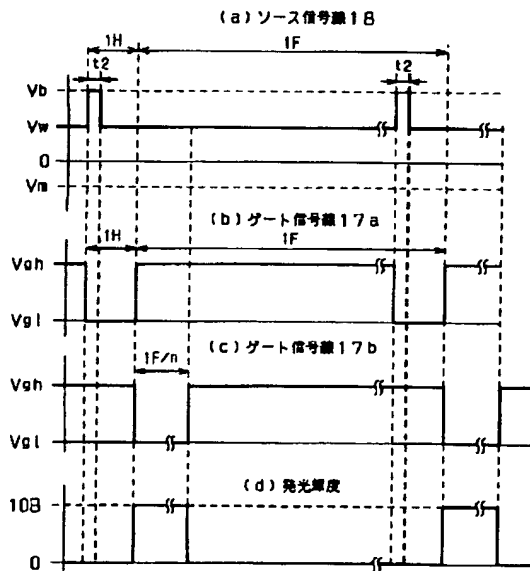 (a) ソース信号線18
1H 1F
t2 t2
Vb
Vw
0
Vm
(b) ゲート信号線17a
1H 1F
Vgh
Vgl
(c) ゲート信号線17b
1F/n
Vgh
Vgl
(d) 発光輝度
10B
0